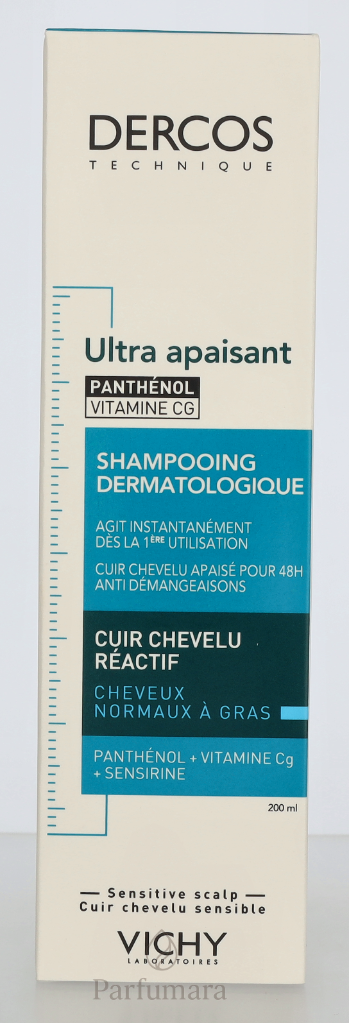 DERCOS
TECHNIQUE
Ultra apaisant
PANTHÉNOL
VITAMINE CG
SHAMPOOING
DERMATOLOGIQUE
AGIT INSTANTANÉMENT
DÈS LA 1ÈRE UTILISATION
CUIR CHEVELU APAISÉ POUR 48H
ANTI DÉMANGEAISONS
CUIR CHEVELU
RÉACTIF
CHEVEUX
NORMAUX À GRAS
PANTHÉNOL + VITAMINE Cg
+ SENSIRINE
200 ml
— Sensitive scalp —
Cuir chevelu sensible
VICHY
LABORATOIRES
Parfumara